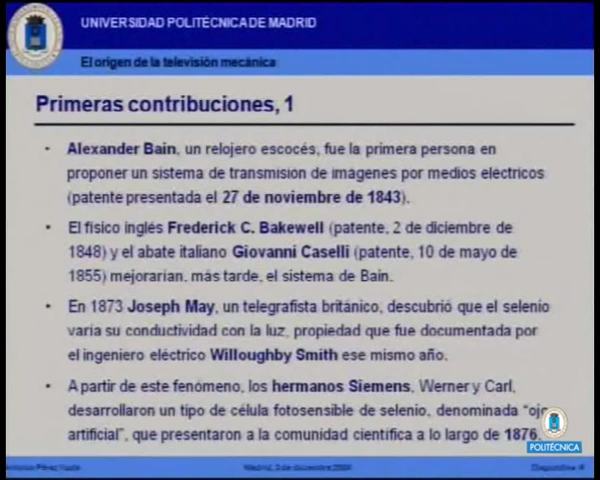 UNIVERSIDAD POLITÉCNICA DE MADRID
El origen de la televisión mecánica
Primeras contribuciones, 1
• Alexander Bain, un relojero escocés, fue la primera persona en
proponer un sistema de transmisión de imágenes por medios eléctricos
(patente presentada el 27 de noviembre de 1843).
• El físico inglés Frederick C. Bakewell (patente, 2 de diciembre de
1848) y el abate italiano Giovanni Caselli (patente, 10 de mayo de
1855) mejorarían, más tarde, el sistema de Bain.
• En 1873 Joseph May, un telegrafista británico, descubrió que el selenio
varía su conductividad con la luz, propiedad que fue documentada por
el ingeniero eléctrico Willoughby Smith ese mismo año.
• A partir de este fenómeno, los hermanos Siemens, Werner y Carl,
desarrollaron un tipo de célula fotosensible de selenio, denominada "ojo
artificial", que presentaron a la comunidad científica a lo largo de 1876.
POLITÉCNICA
Madrid, 3 de diciembre